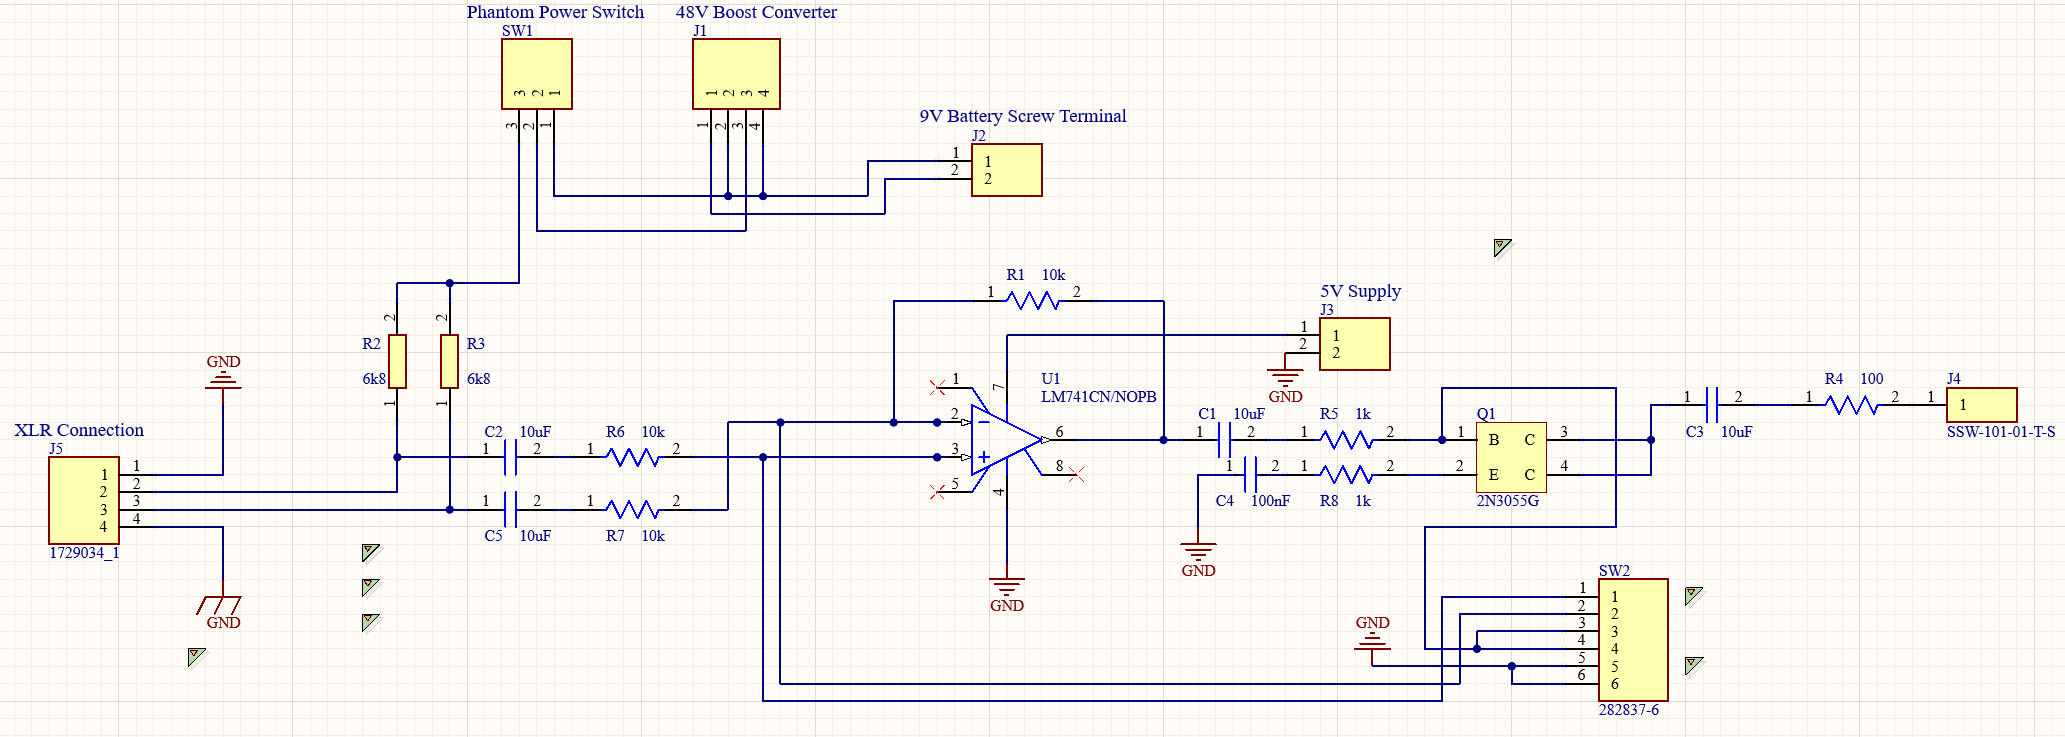 Phantom Power Switch
SW1
3 2 1
3 2 1
48V Boost Converter
J1
1 2 3 4
1 2 3 4
9V Battery Screw Terminal
J2
1 1
2 2
R1 10k
1 2
5V Supply
J3
1 1
2 2
GND
2 2
R2 6k8
R3 6k8
1 1
GND
XLR Connection
J5
1 1
2 2
3 3
4 4
1729034_1
GND
C2 10uF
1 2
R6 10k
1 2
1 2
C5 10uF
1 2
R7 10k
U1
LM741CN/NOPB
1
7
2
3
6
5
4
8
GND
C1 10uF
1 2
R5 1k
1 2
1 2
C4 100nF
1 2
R8 1k
GND
Q1
1 B C 3
2 E C 4
2N3055G
1 2
C3 10uF
R4 100
1 2
J4
1 1
SSW-101-01-T-S
GND
SW2
1 1
2 2
3 3
4 4
5 5
6 6
282837-6